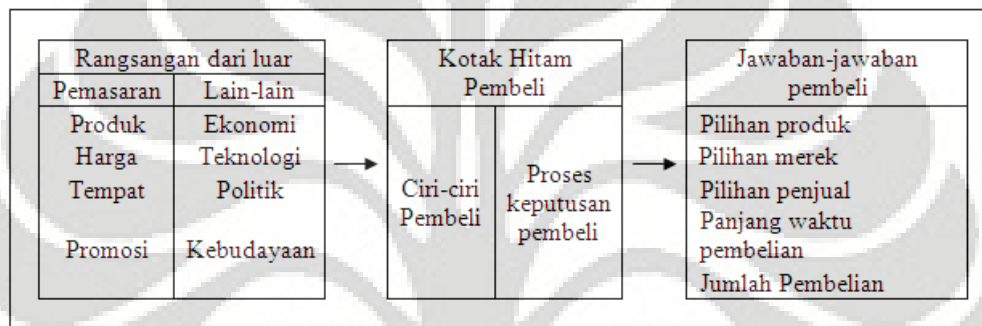 Rangsangan dari luar
Pemasaran Lain-lain
Produk Ekonomi
Harga Teknologi
Tempat Politik
Promosi Kebudayaan
Kotak Hitam
Pembeli
Ciri-ciri
Pembeli
Proses
keputusan
pembeli
Jawaban-jawaban
pembeli
Pilihan produk
Pilihan merek
Pilihan penjual
Panjang waktu
pembelian
Jumlah Pembelian